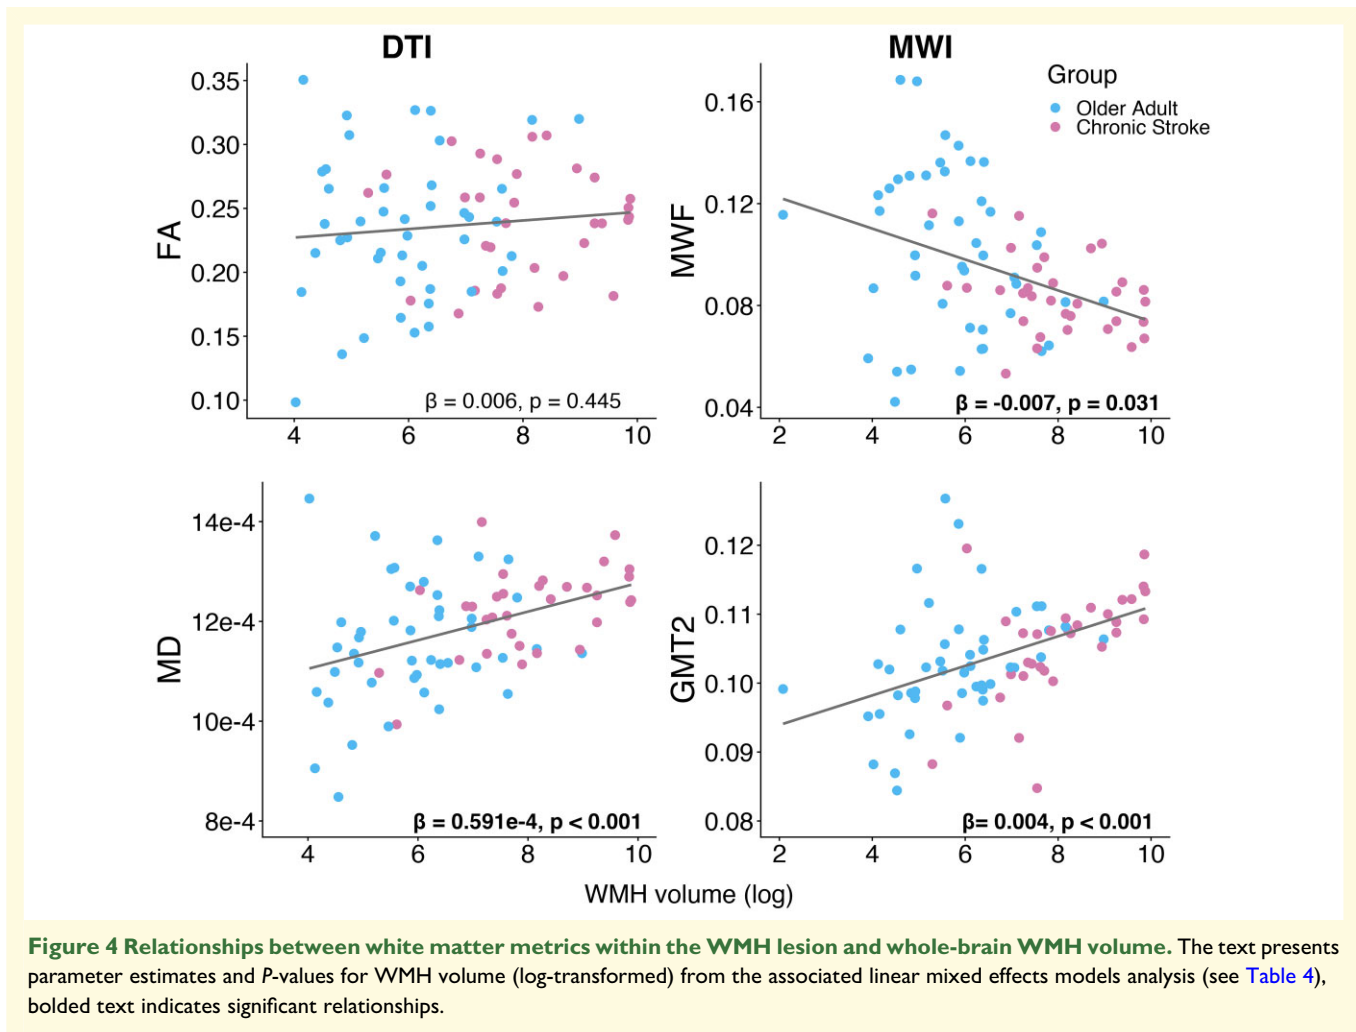 DTI
FA
0.35
0.30
0.25
0.20
0.15
0.10
β = 0.006, p = 0.445
4 6 8 10
MWI
Group
Older Adult
Chronic Stroke
MWF
0.16
0.12
0.08
0.04
β = -0.007, p = 0.031
2 4 6 8 10
MD
14e-4
12e-4
10e-4
8e-4
β = 0.591e-4, p < 0.001
4 6 8 10
GMT2
0.12
0.11
0.10
0.09
0.08
β= 0.004, p < 0.001
2 4 6 8 10
WMH volume (log)
Figure 4 Relationships between white matter metrics within the WMH lesion and whole-brain WMH volume. The text presents
parameter estimates and P-values for WMH volume (log-transformed) from the associated linear mixed effects models analysis (see Table 4),
bolded text indicates significant relationships.